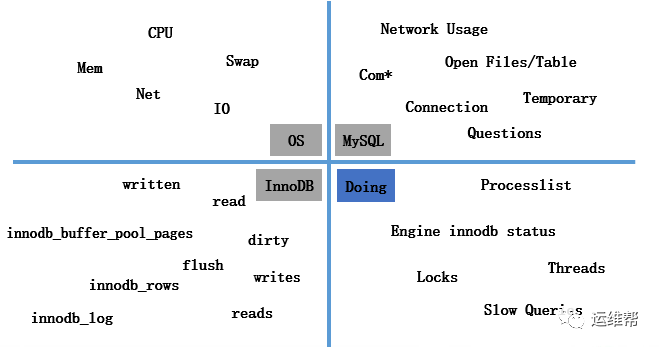 CPU
Mem
Swap
Net
IO
OS
Network Usage
Open Files/Table
Com*
Temporary
Connection
Questions
MySQL
InnoDB
written
read
innodb_buffer_pool_pages
dirty
flush
writes
innodb_rows
innodb_log
reads
Doing
Processlist
Engine innodb status
Locks
Threads
Slow Queries
运维帮